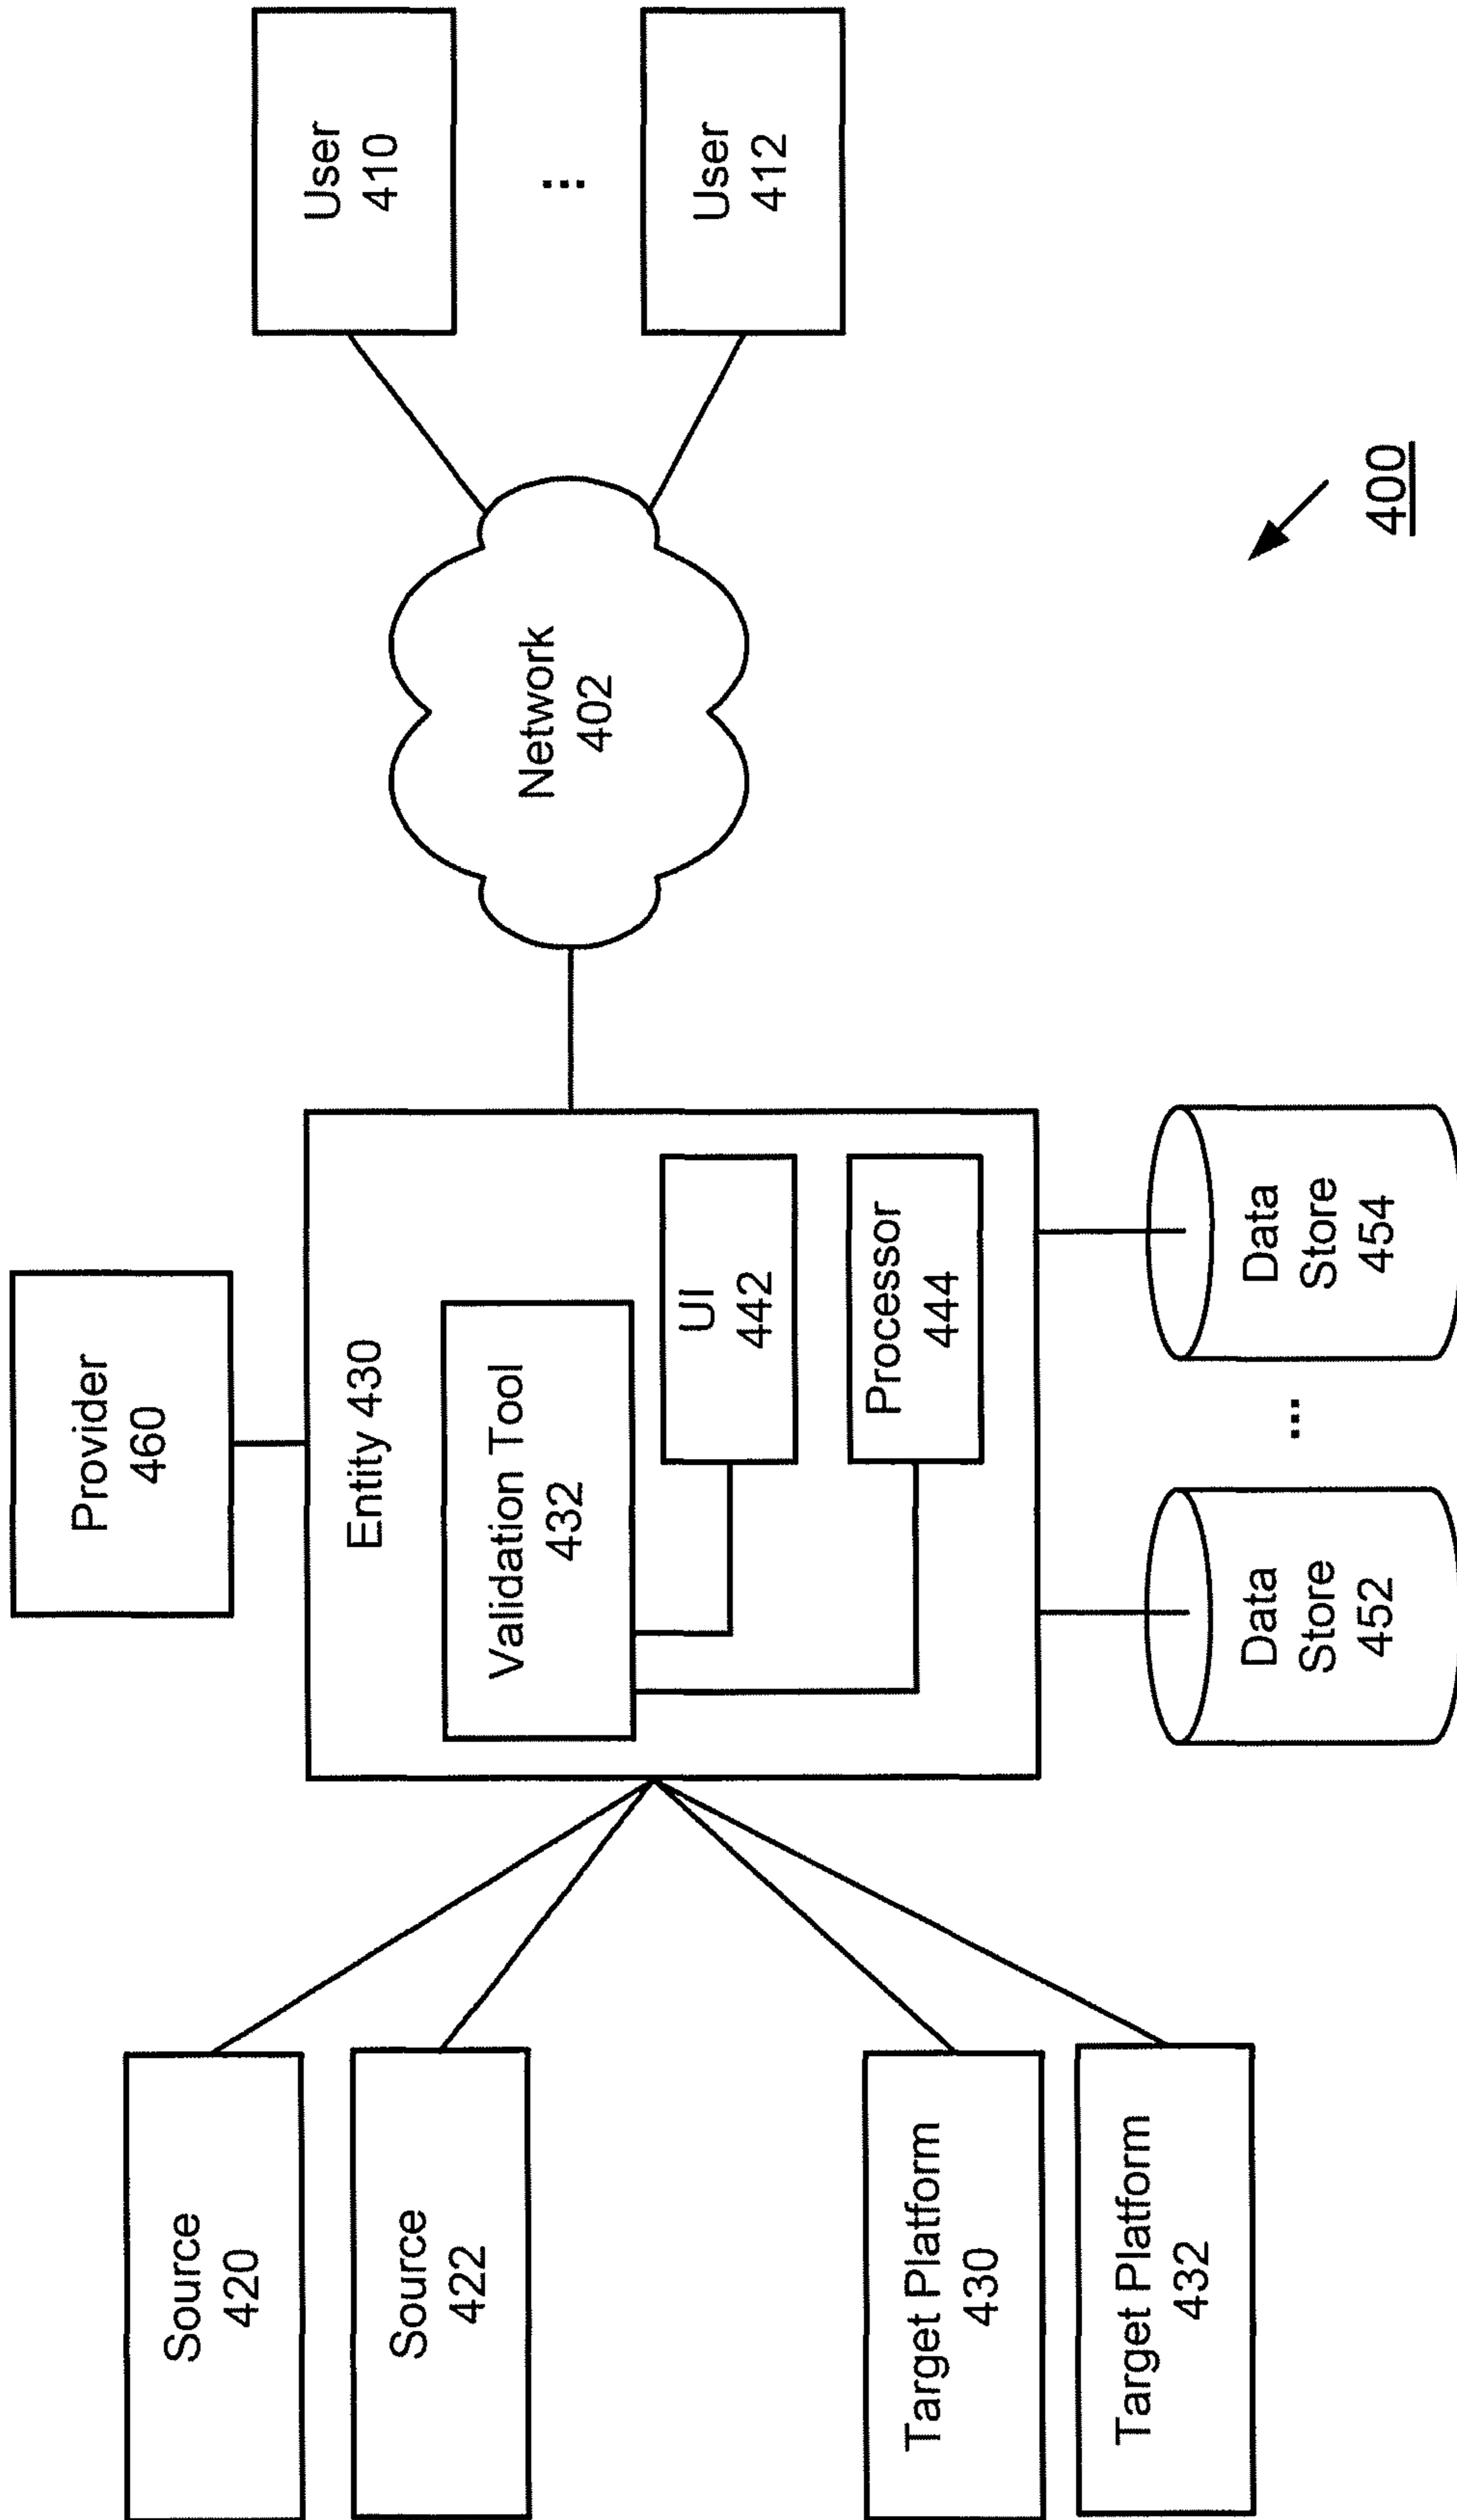 Provider
460
Source
420
Source
422
Target Platform
430
Target Platform
432
Entity 430
Validation Tool
432
UI
442
Processor
444
Data
Store
452
...
Data
Store
454
Network
402
User
410
...
User
412
400